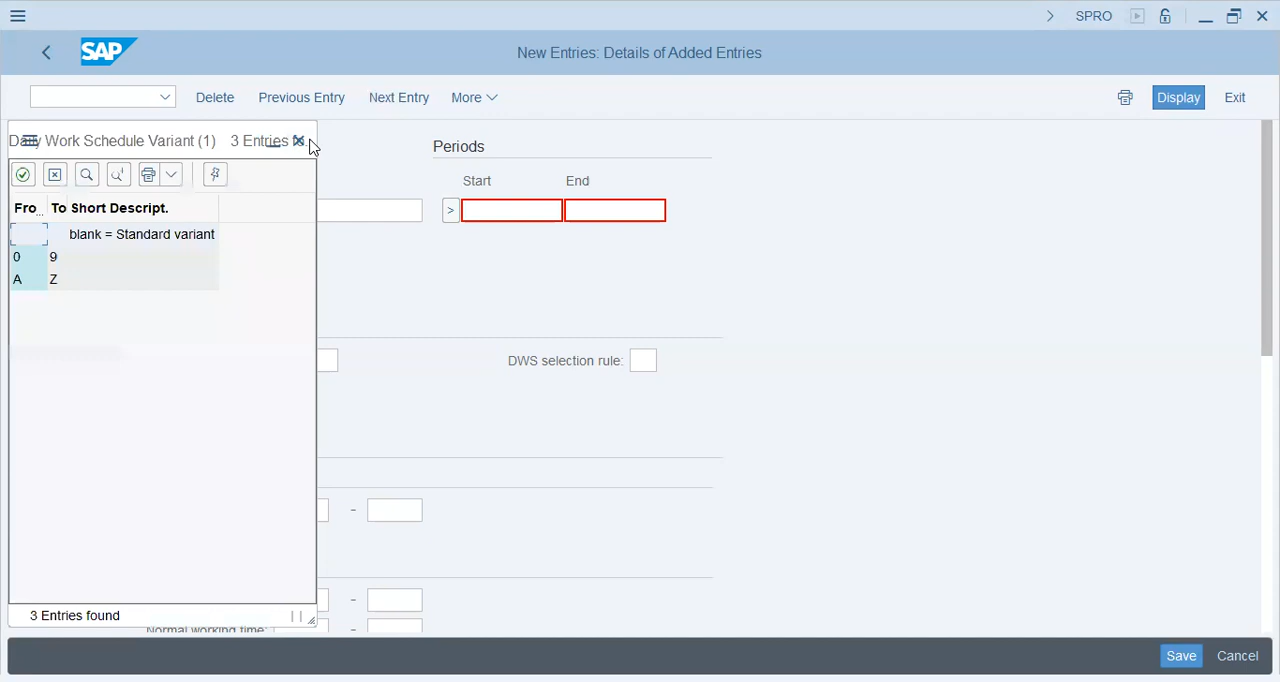 SPRO
SAP
New Entries: Details of Added Entries
Delete
Previous Entry
Next Entry
More
Display
Exit
Daily Work Schedule Variant (1) 3 Entries
Periods
Start
End
>
Fro...
To
Short Descript.
blank = Standard variant
0 9
A Z
DWS selection rule:
-
-
3 Entries found
Normal working time:
-
Save
Cancel